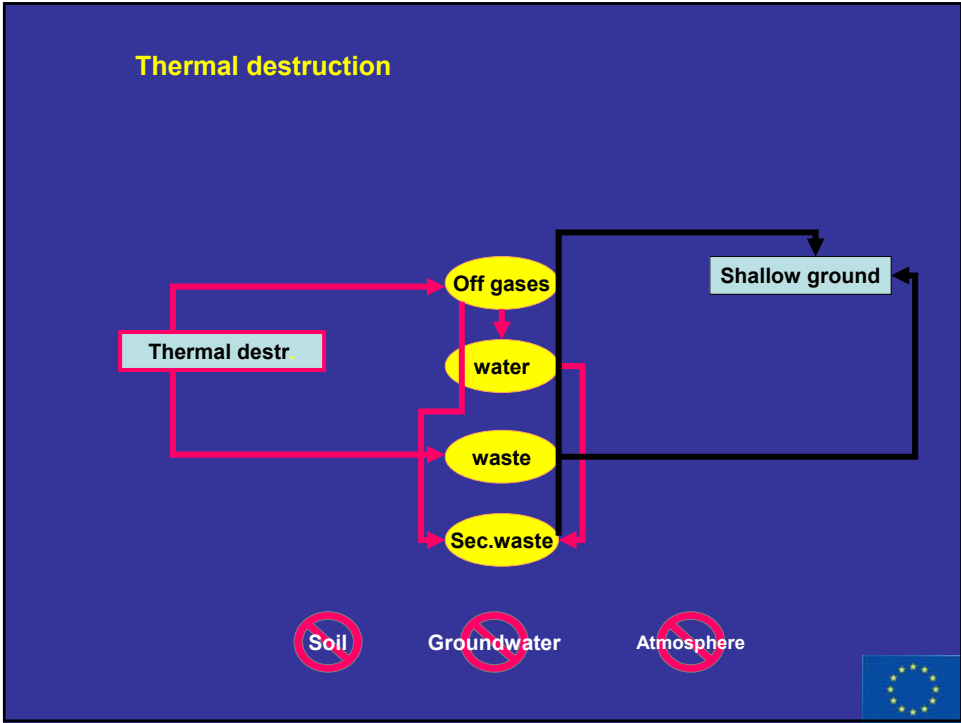 Thermal destruction
Off gases
Shallow ground
Thermal destr.
water
waste
Sec.waste
Soil
Groundwater
Atmosphere